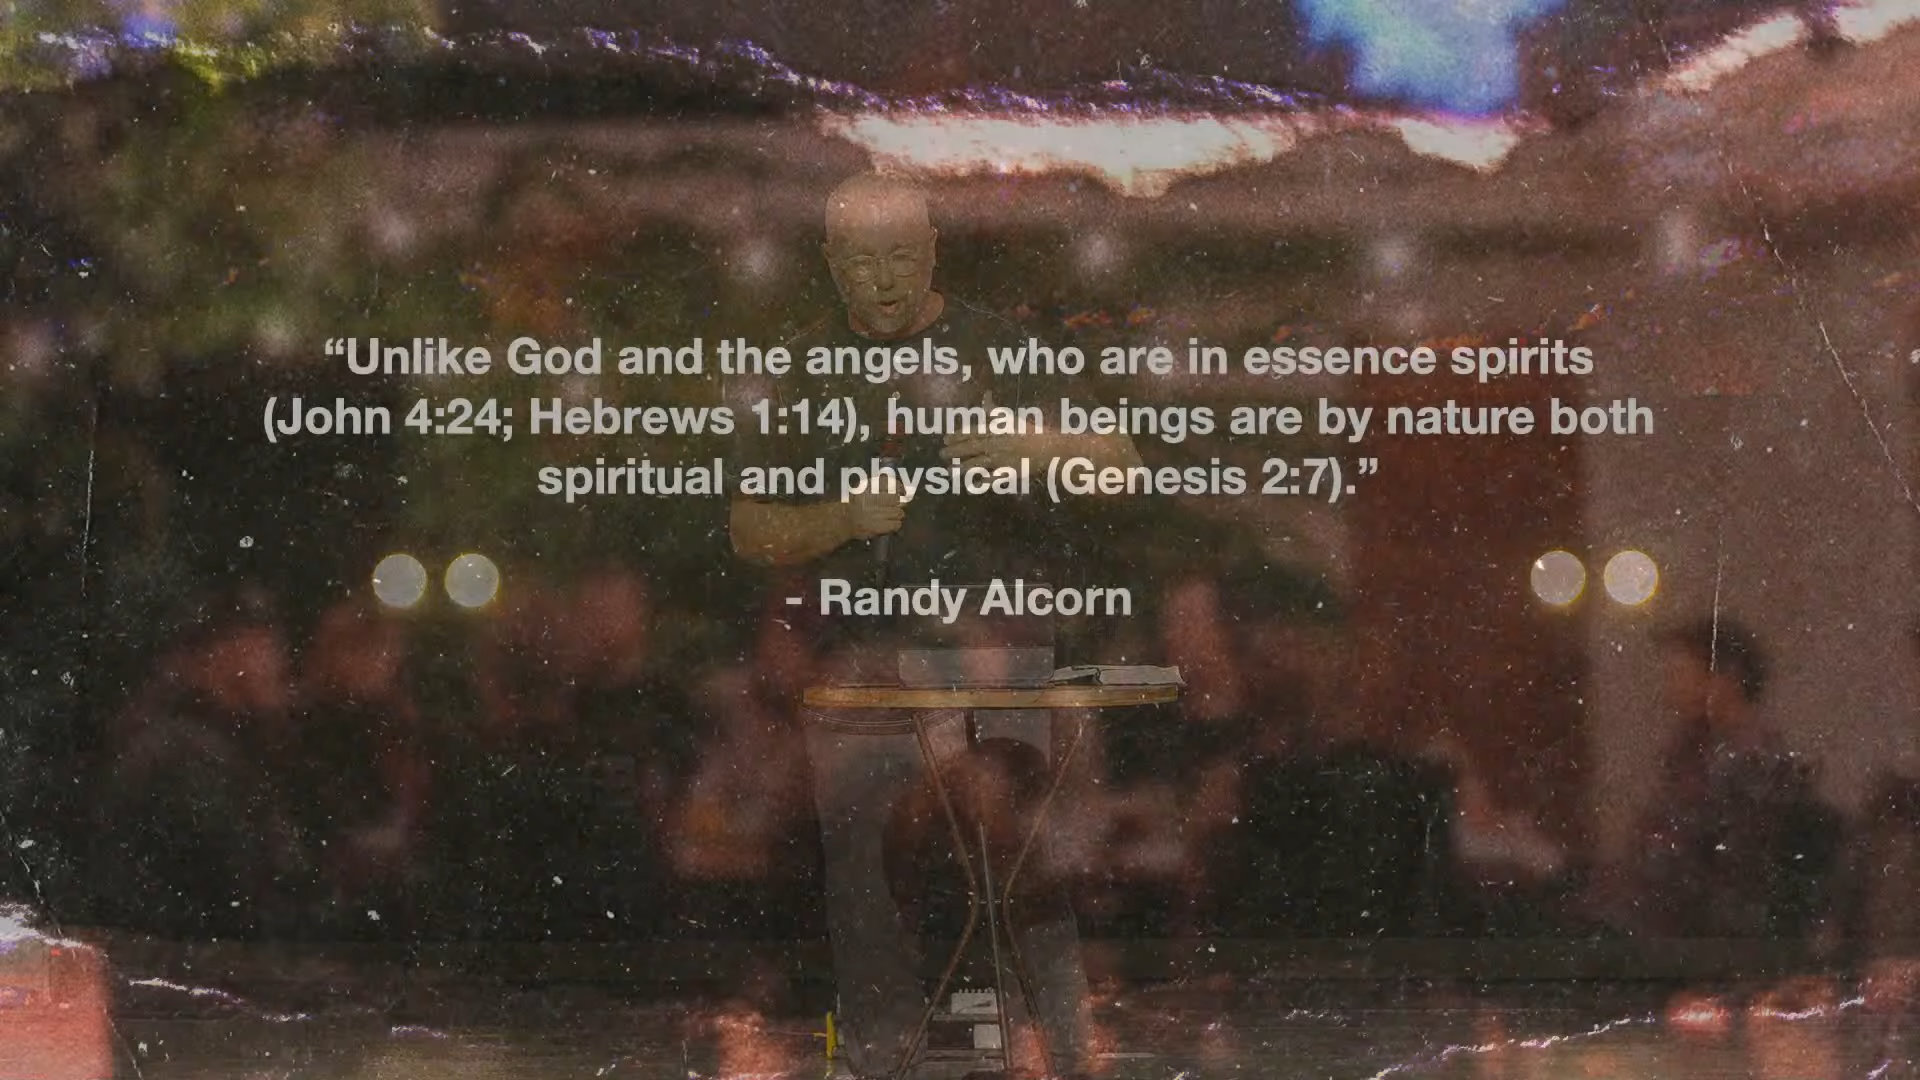 “Unlike God and the angels, who are in essence spirits
(John 4:24; Hebrews 1:14), human beings are by nature both
spiritual and physical (Genesis 2:7).”
- Randy Alcorn